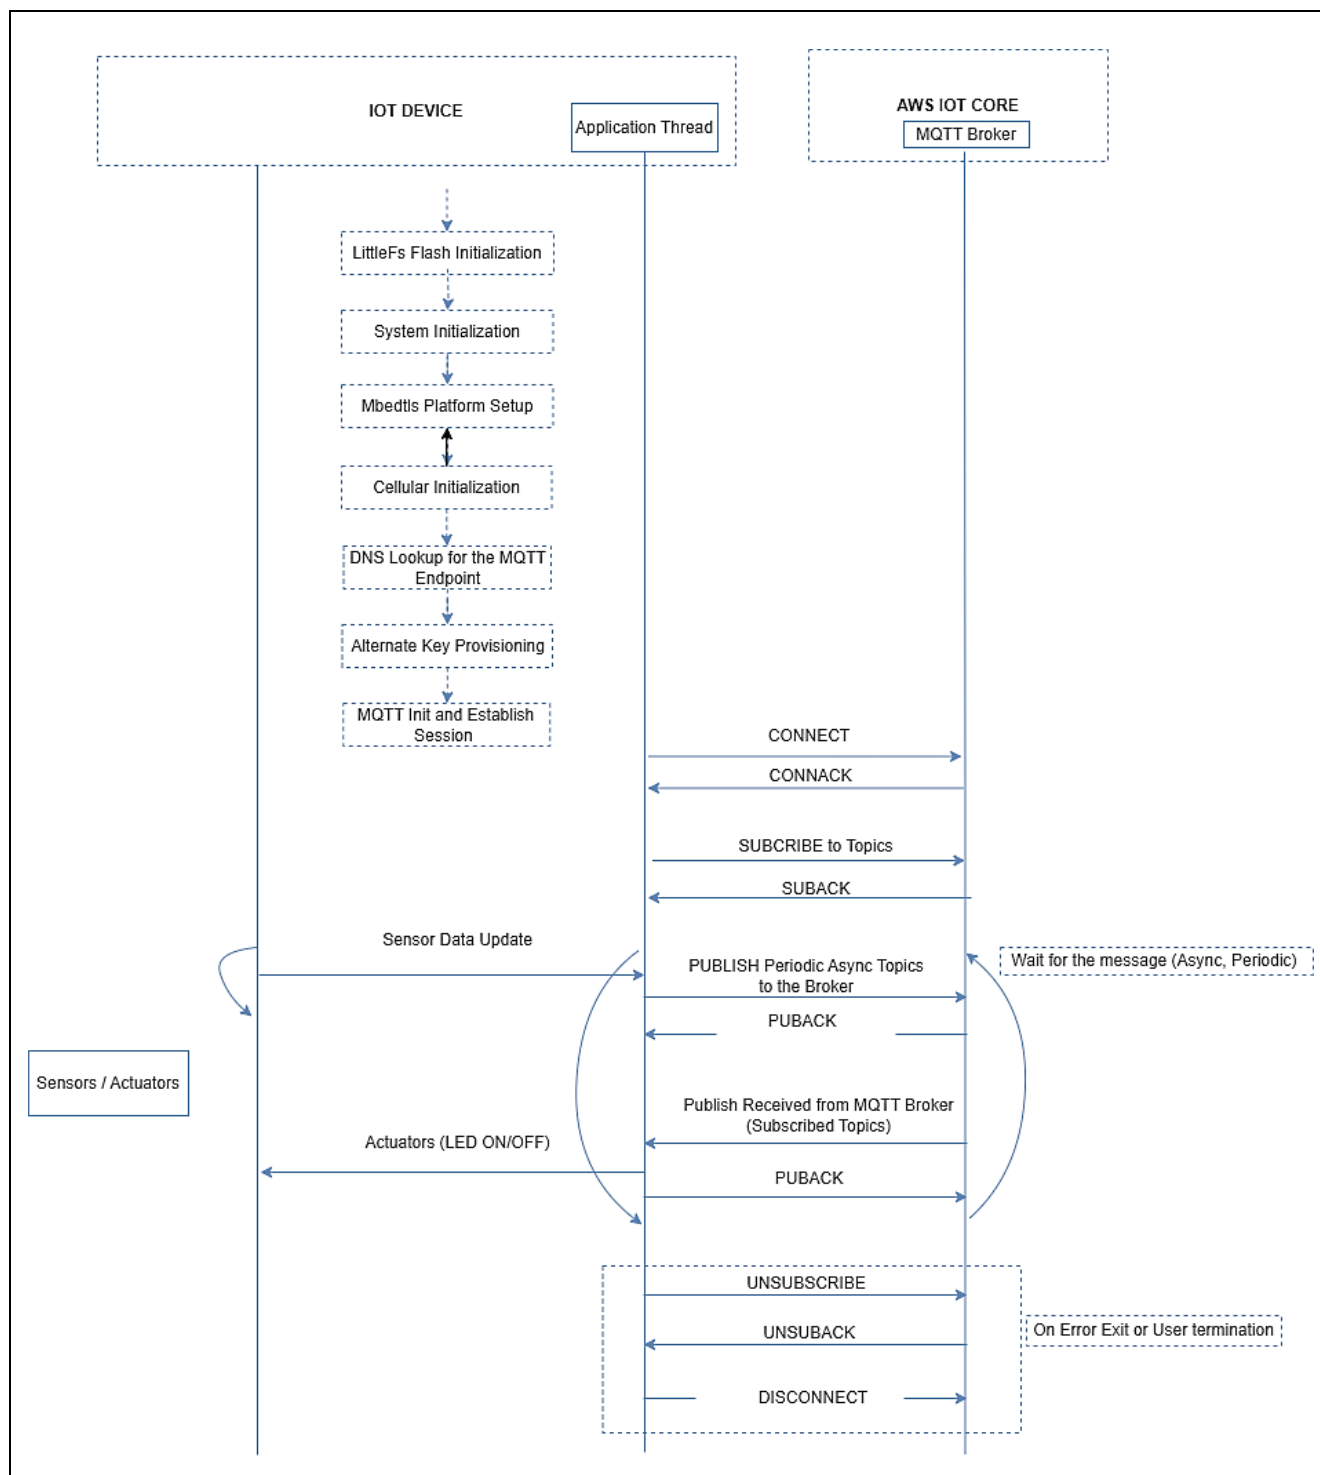 IOT DEVICE
Application Thread
AWS IOT CORE
MQTT Broker
LittleFs Flash Initialization
System Initialization
Mbedtls Platform Setup
Cellular Initialization
DNS Lookup for the MQTT
Endpoint
Alternate Key Provisioning
MQTT Init and Establish
Session
CONNECT
CONNACK
SUBCRIBE to Topics
SUBACK
Sensor Data Update
PUBLISH Periodic Async Topics
to the Broker
Wait for the message (Async, Periodic)
PUBACK
Sensors / Actuators
Publish Received from MQTT Broker
(Subscribed Topics)
Actuators (LED ON/OFF)
PUBACK
UNSUBSCRIBE
UNSUBACK
On Error Exit or User termination
DISCONNECT